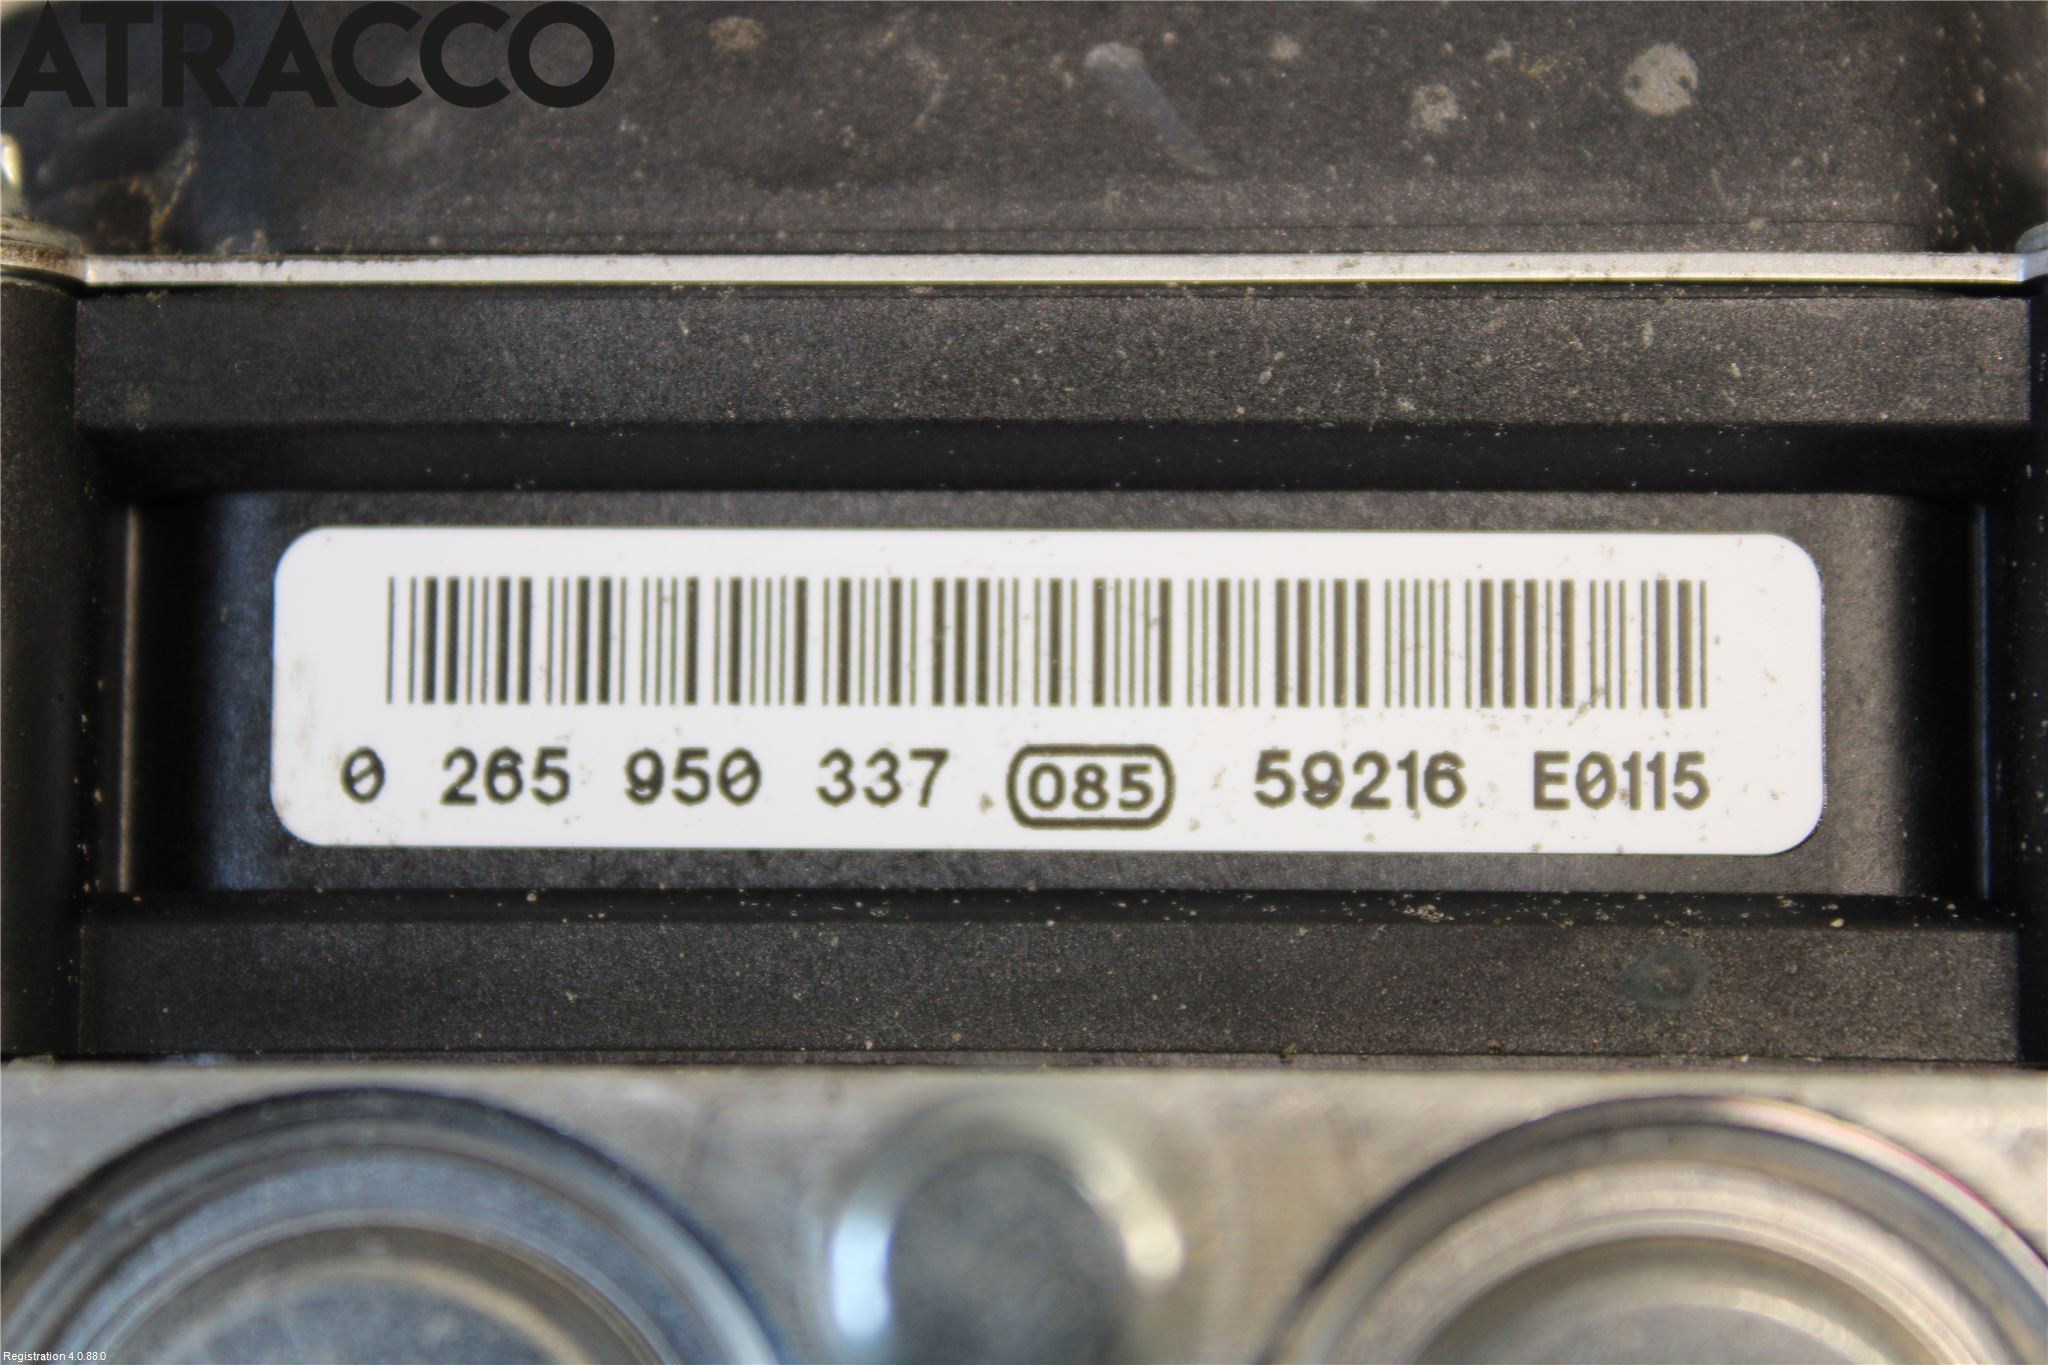 ATRACCO
0 265 950 337 085 59216 E0115
Registration 4.0.88.0